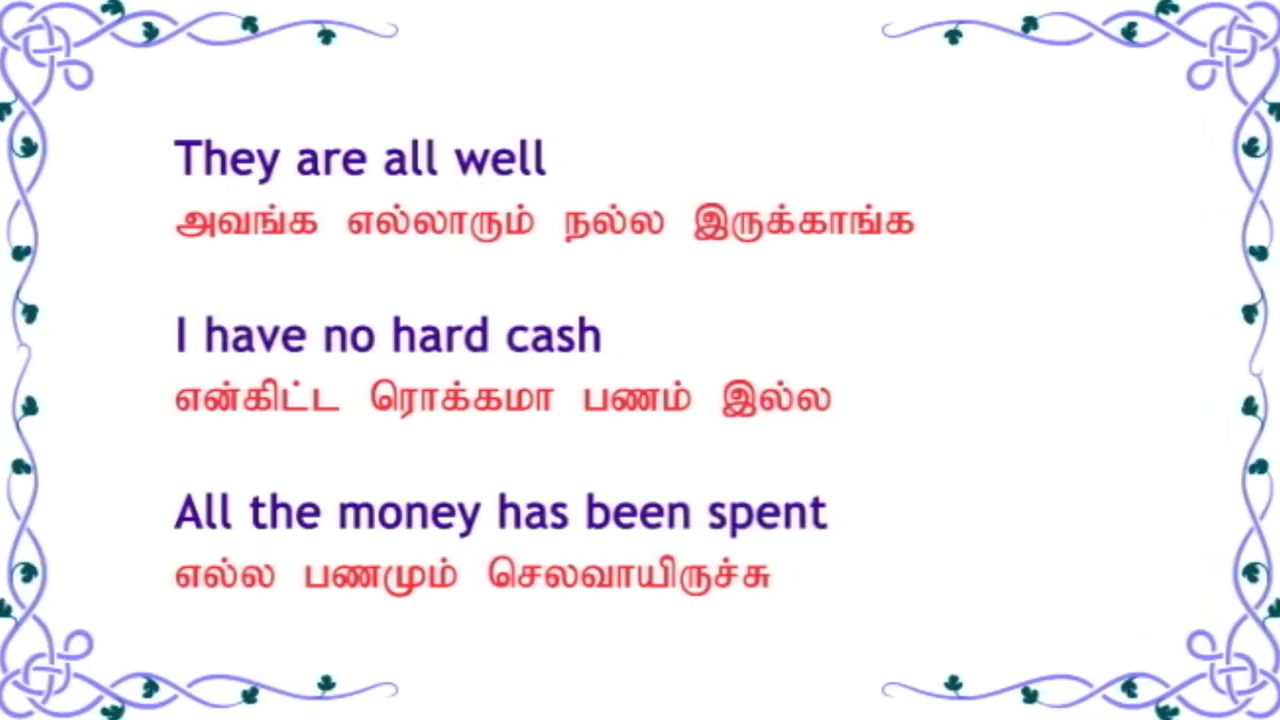 They are all well
அவங்க எல்லாரும் நல்ல இருக்காங்க
I have no hard cash
என்கிட்ட ரொக்கமா பணம் இல்ல
All the money has been spent
எல்ல பணமும் செலவாயிருச்சு